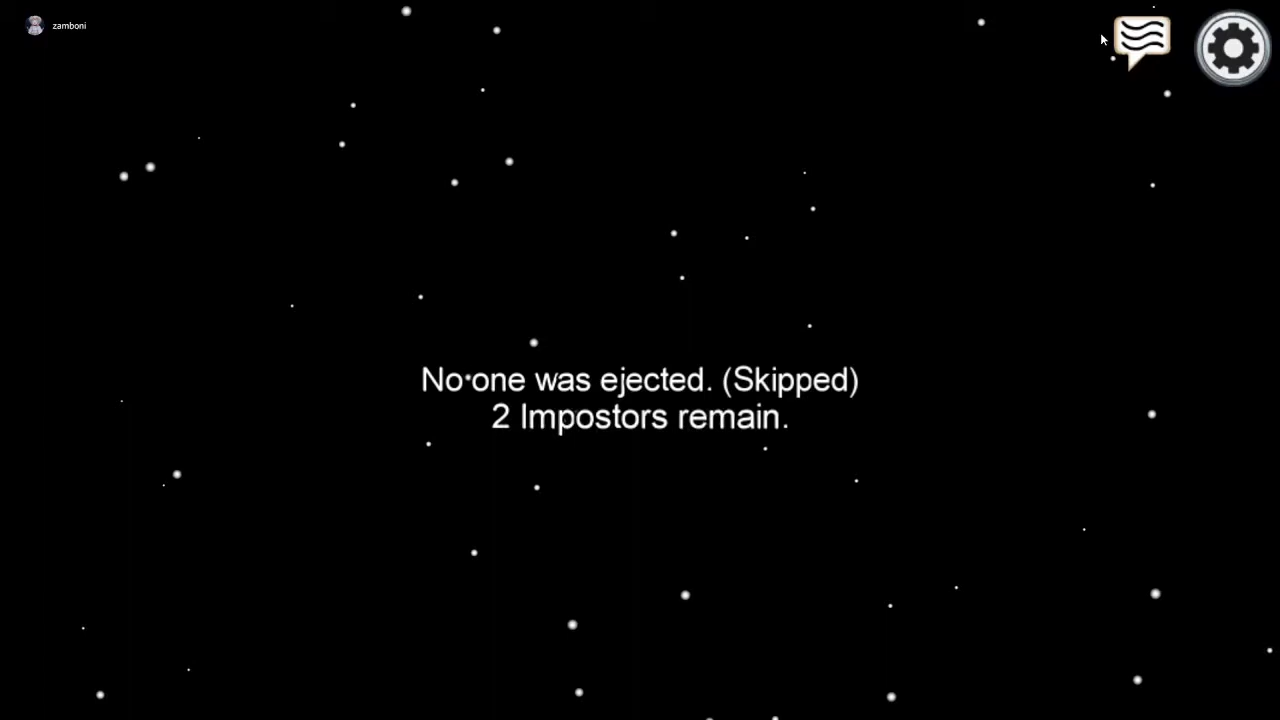 zamboni
No one was ejected. (Skipped)
2 Impostors remain.